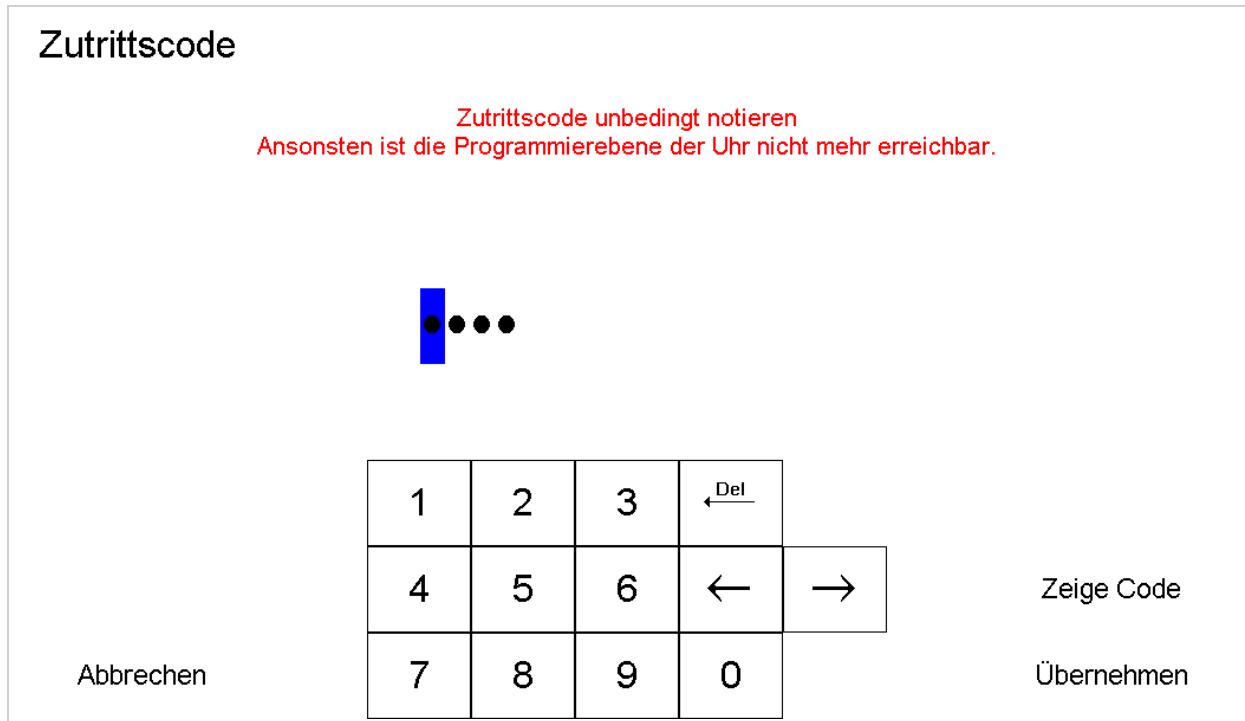 Zutrittscode
Zutrittscode unbedingt notieren
Ansonsten ist die Programmierebene der Uhr nicht mehr erreichbar.
●●●●
1 2 3 Del
4 5 6 ← → Zeige Code
Abbrechen 7 8 9 0 Übernehmen